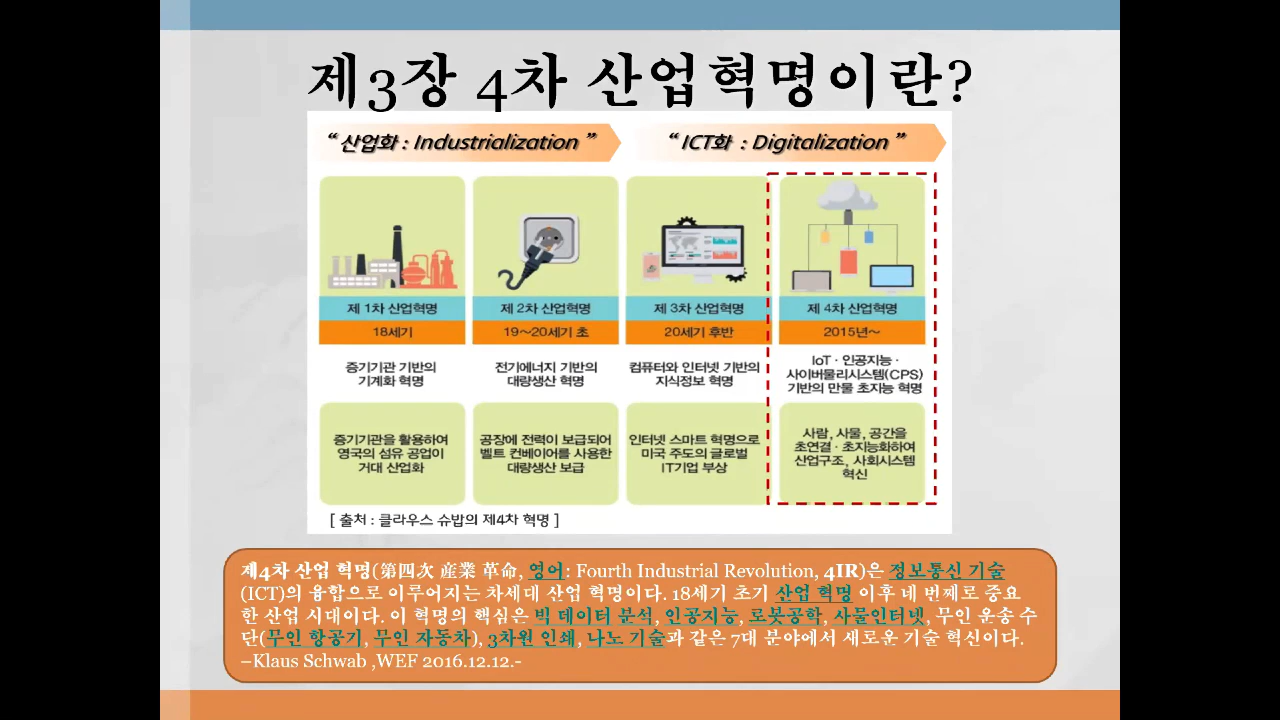 제3장 4차 산업혁명이란?
“ 산업화 : Industrialization ”
“ ICT화 : Digitalization ”
제 1차 산업혁명
18세기
증기기관 기반의
기계화 혁명
증기기관을 활용하여
영국의 섬유 공업이
거대 산업화
제 2차 산업혁명
19~20세기 초
전기에너지 기반의
대량생산 혁명
공장에 전력이 보급되어
벨트 컨베이어를 사용한
대량생산 보급
제 3차 산업혁명
20세기 후반
컴퓨터와 인터넷 기반의
지식정보 혁명
인터넷 스마트 혁명으로
미국 주도의 글로벌
IT기업 부상
제 4차 산업혁명
2015년~
IoT · 인공지능 ·
사이버물리시스템(CPS)
기반의 만물 초지능 혁명
사람, 사물, 공간을
초연결 · 초지능화하여
산업구조, 사회시스템
혁신
[ 출처 : 클라우스 슈밥의 제4차 혁명 ]
제4차 산업 혁명(第四次 産業 革命, 영어: Fourth Industrial Revolution, 4IR)은 정보통신 기술
(ICT)의 융합으로 이루어지는 차세대 산업 혁명이다. 18세기 초기 산업 혁명 이후 네 번째로 중요
한 산업 시대이다. 이 혁명의 핵심은 빅 데이터 분석, 인공지능, 로봇공학, 사물인터넷, 무인 운송 수
단(무인 항공기, 무인 자동차), 3차원 인쇄, 나노 기술과 같은 7대 분야에서 새로운 기술 혁신이다.
–Klaus Schwab ,WEF 2016.12.12.-